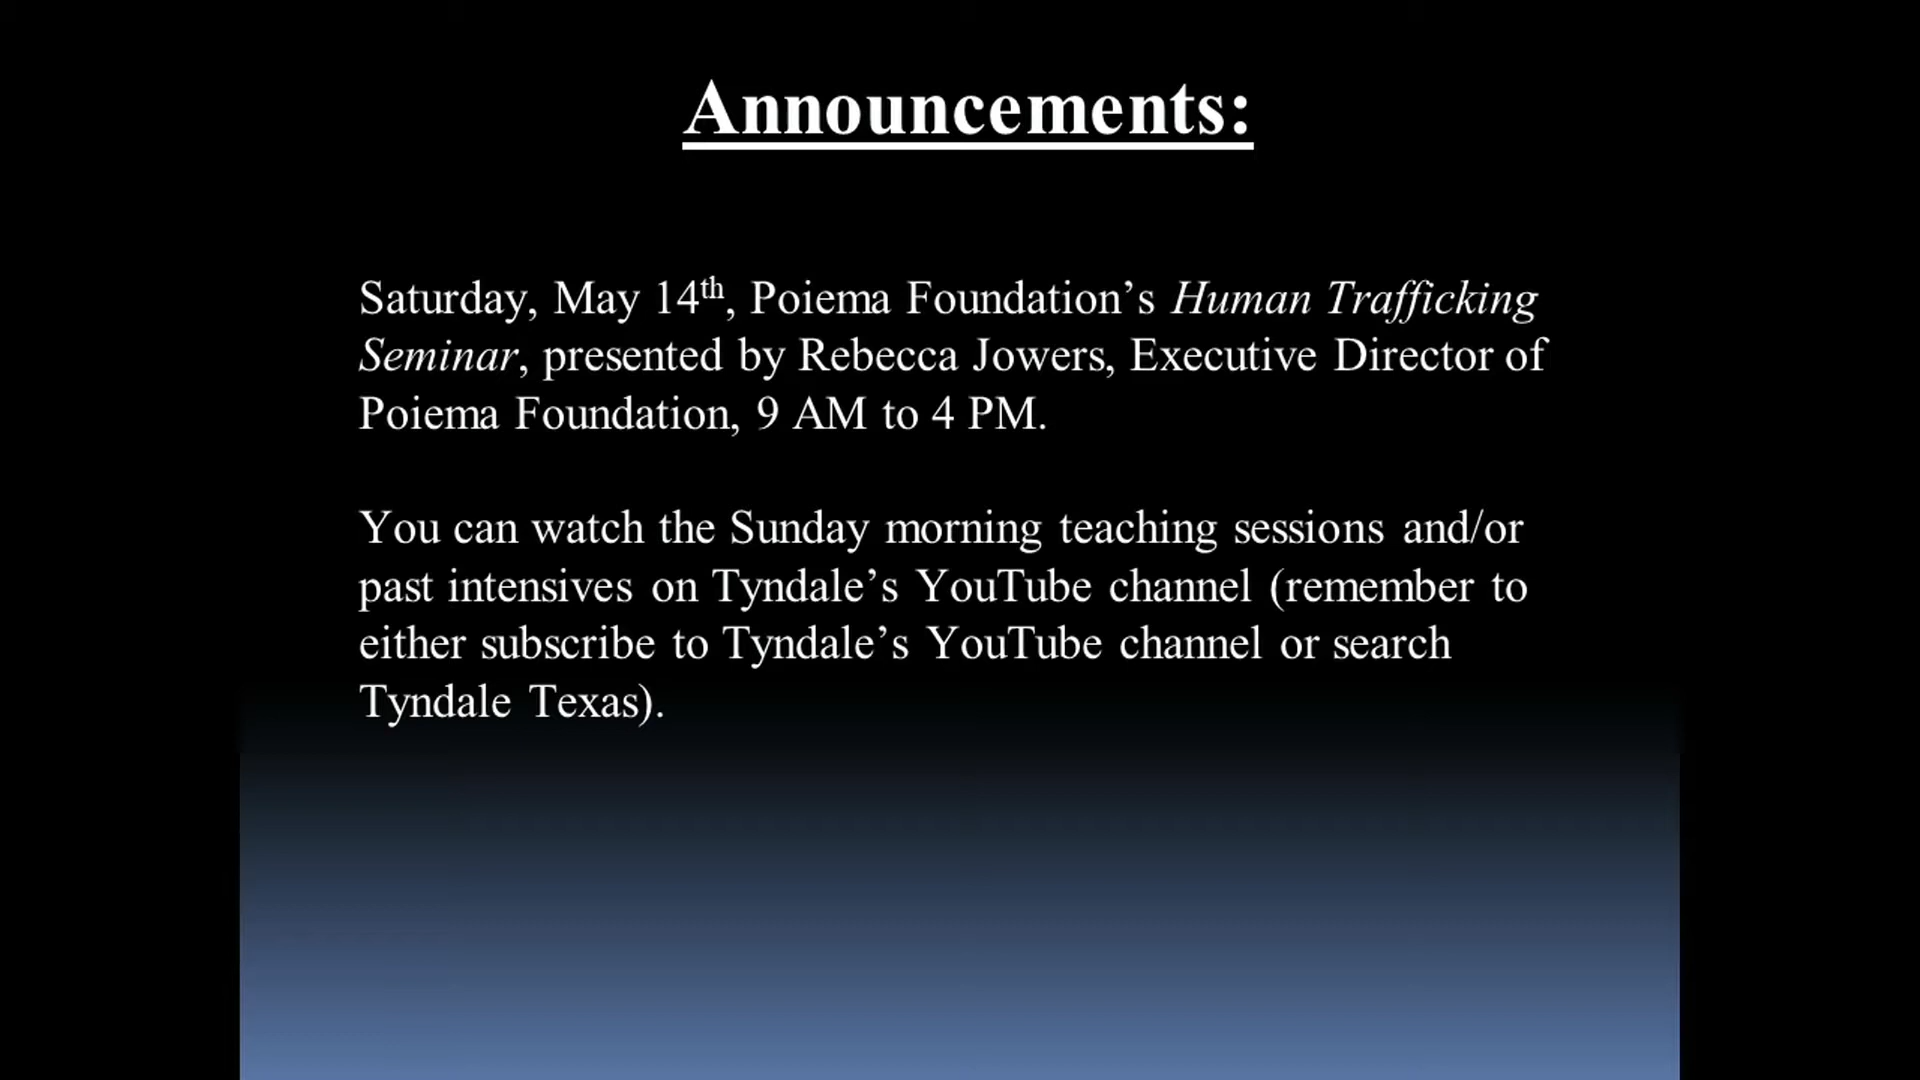 Announcements:
Saturday, May 14th, Poiema Foundation’s Human Trafficking
Seminar, presented by Rebecca Jowers, Executive Director of
Poiema Foundation, 9 AM to 4 PM.
You can watch the Sunday morning teaching sessions and/or
past intensives on Tyndale’s YouTube channel (remember to
either subscribe to Tyndale’s YouTube channel or search
Tyndale Texas).